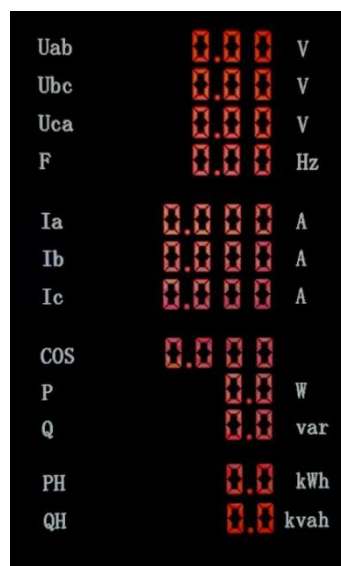 Uab 0.00 V
Ubc 0.00 V
Uca 0.00 V
F 0.00 Hz
Ia 0.000 A
Ib 0.000 A
Ic 0.000 A
COS 0.000
P 0.0 W
Q 0.0 var
PH 0.0 kWh
QH 0.0 kvah